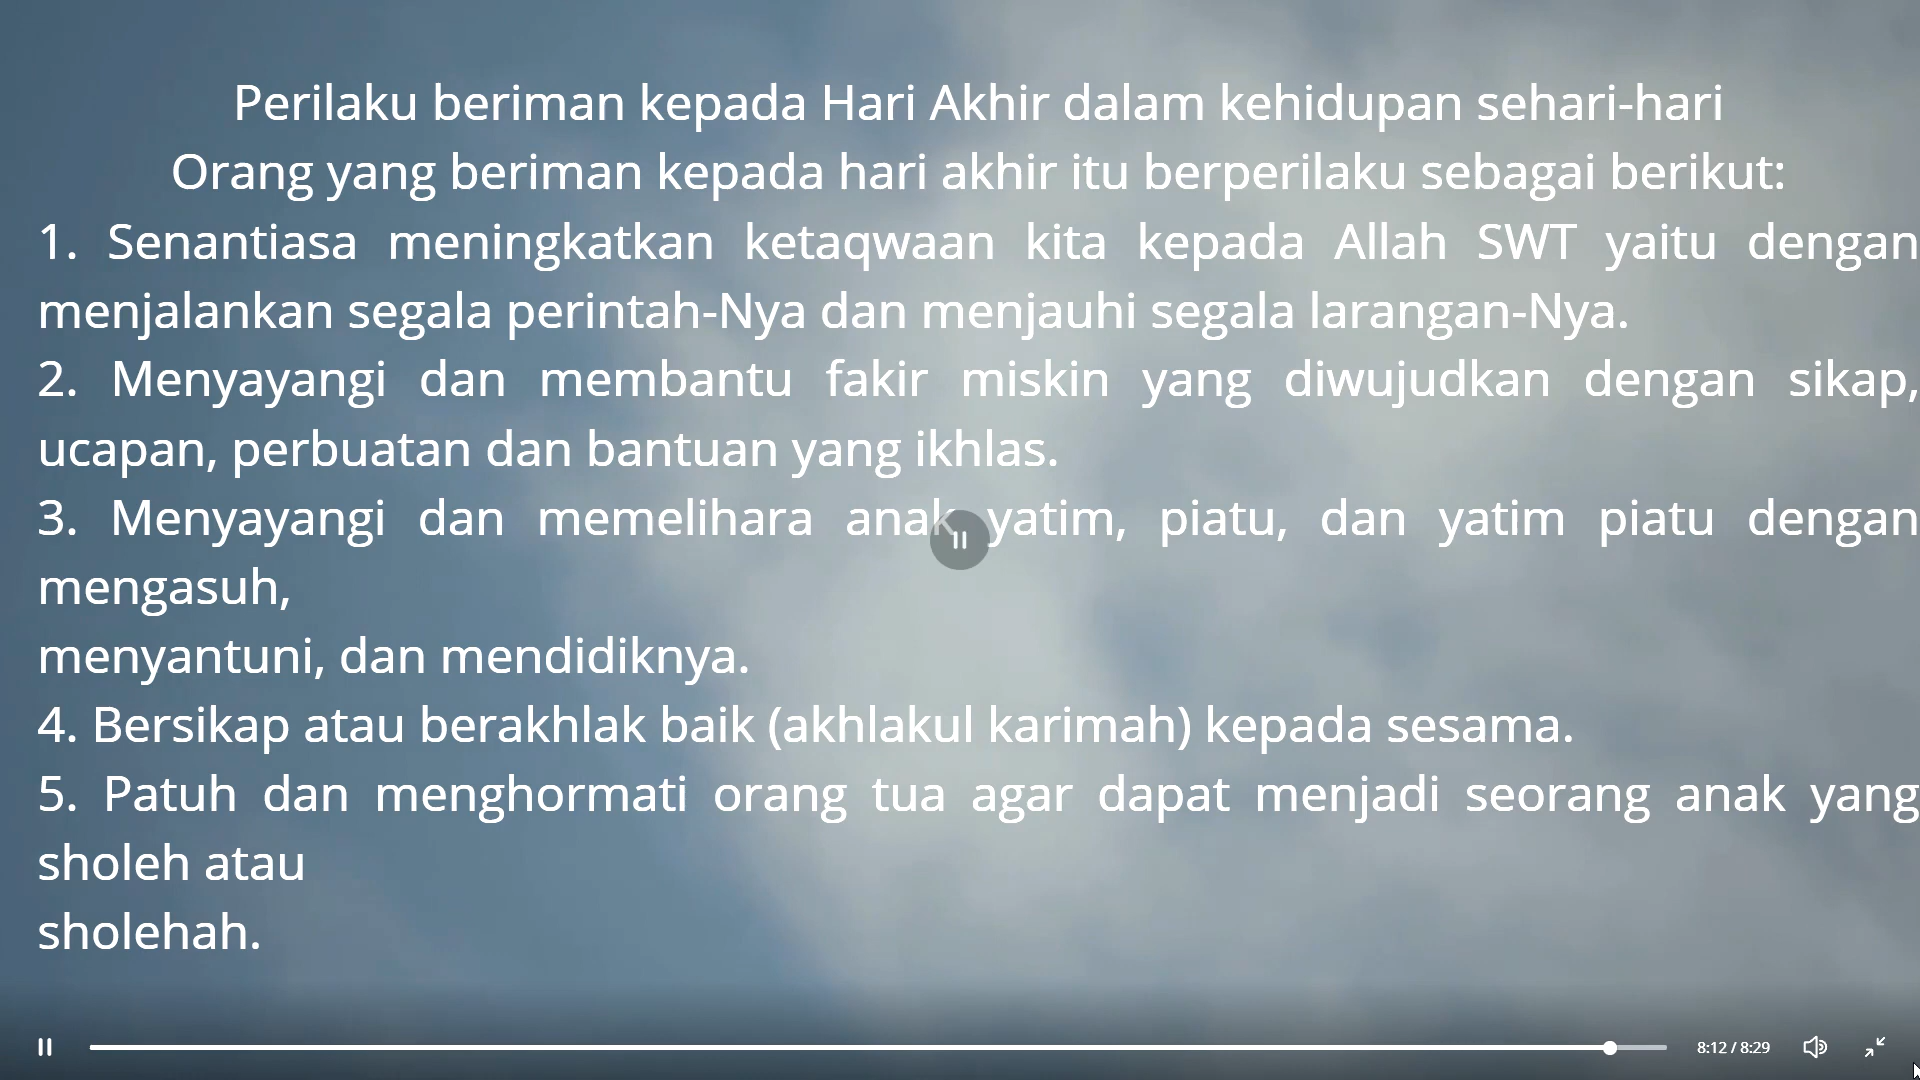 Perilaku beriman kepada Hari Akhir dalam kehidupan sehari-hari
Orang yang beriman kepada hari akhir itu berperilaku sebagai berikut:
1. Senantiasa meningkatkan ketaqwaan kita kepada Allah SWT yaitu dengan
menjalankan segala perintah-Nya dan menjauhi segala larangan-Nya.
2. Menyayangi dan membantu fakir miskin yang diwujudkan dengan sikap,
ucapan, perbuatan dan bantuan yang ikhlas.
3. Menyayangi dan memelihara anak yatim, piatu, dan yatim piatu dengan
mengasuh,
menyantuni, dan mendidiknya.
4. Bersikap atau berakhlak baik (akhlakul karimah) kepada sesama.
5. Patuh dan menghormati orang tua agar dapat menjadi seorang anak yang
sholeh atau
sholehah.
8:12 / 8:29